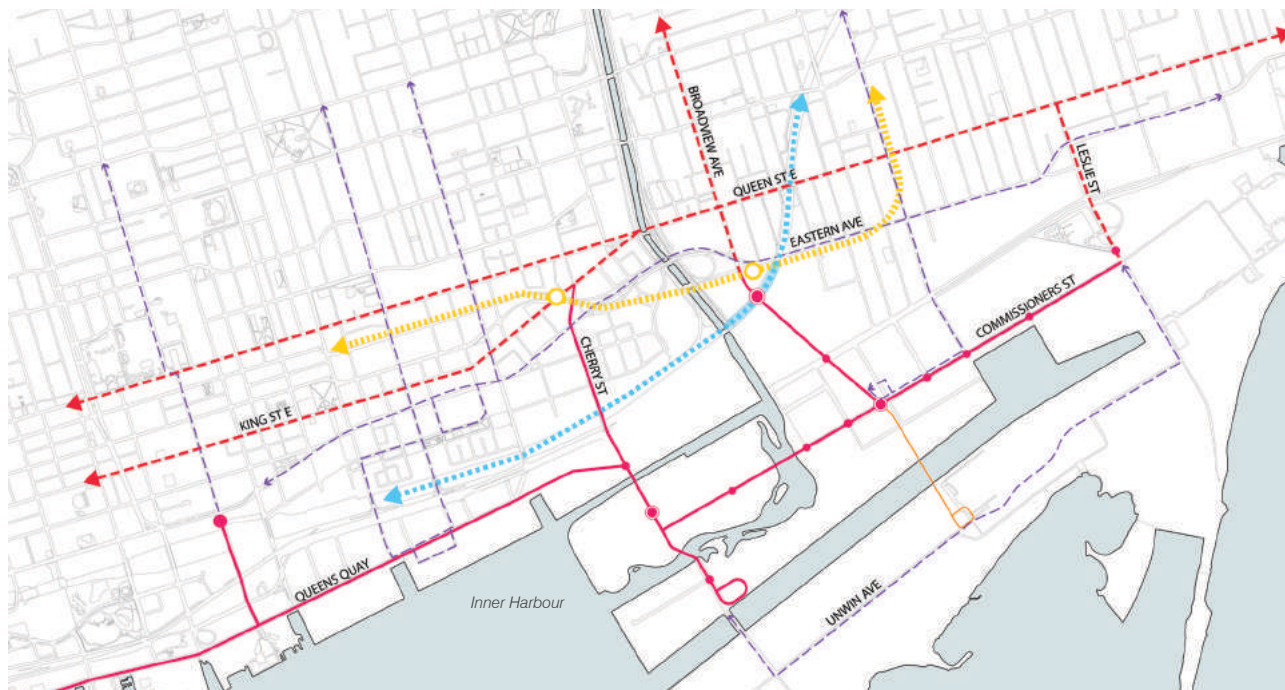 BROADVIEW AVE
QUEEN ST E
LESLIE ST
EASTERN AVE
COMMISSIONERS ST
CHERRY ST
KING ST E
QUEENS QUAY
Inner Harbour
UNWIN AVE